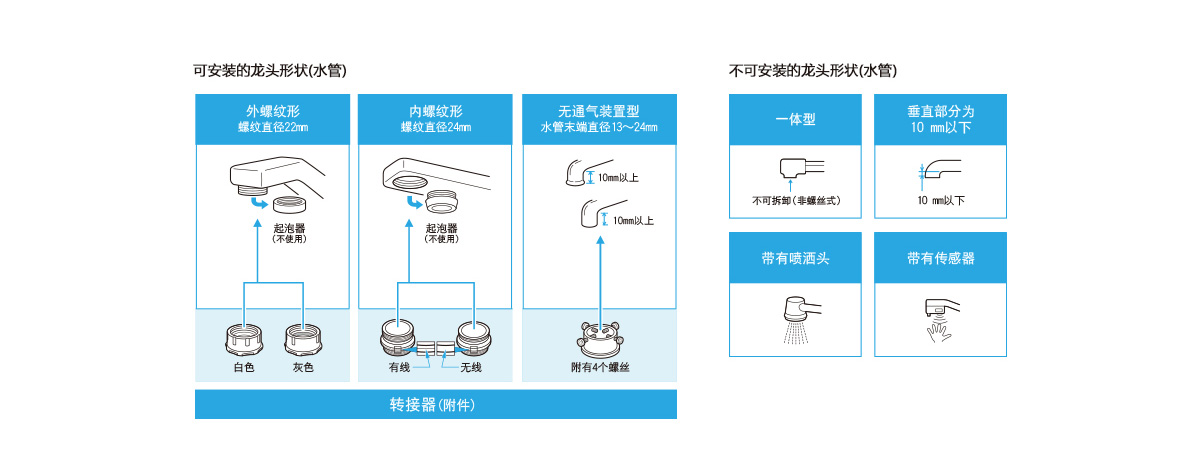 可安装的龙头形状(水管)
外螺纹形
螺纹直径22mm
内螺纹形
螺纹直径24mm
无通气装置型
水管末端直径13～24mm
起泡器
(不使用)
起泡器
(不使用)
10mm以上
10mm以上
白色
灰色
有线
无线
附有4个螺丝
转接器(附件)
不可安装的龙头形状(水管)
一体型
垂直部分为
10 mm以下
不可拆卸(非螺丝式)
10 mm以下
带有喷洒头
带有传感器